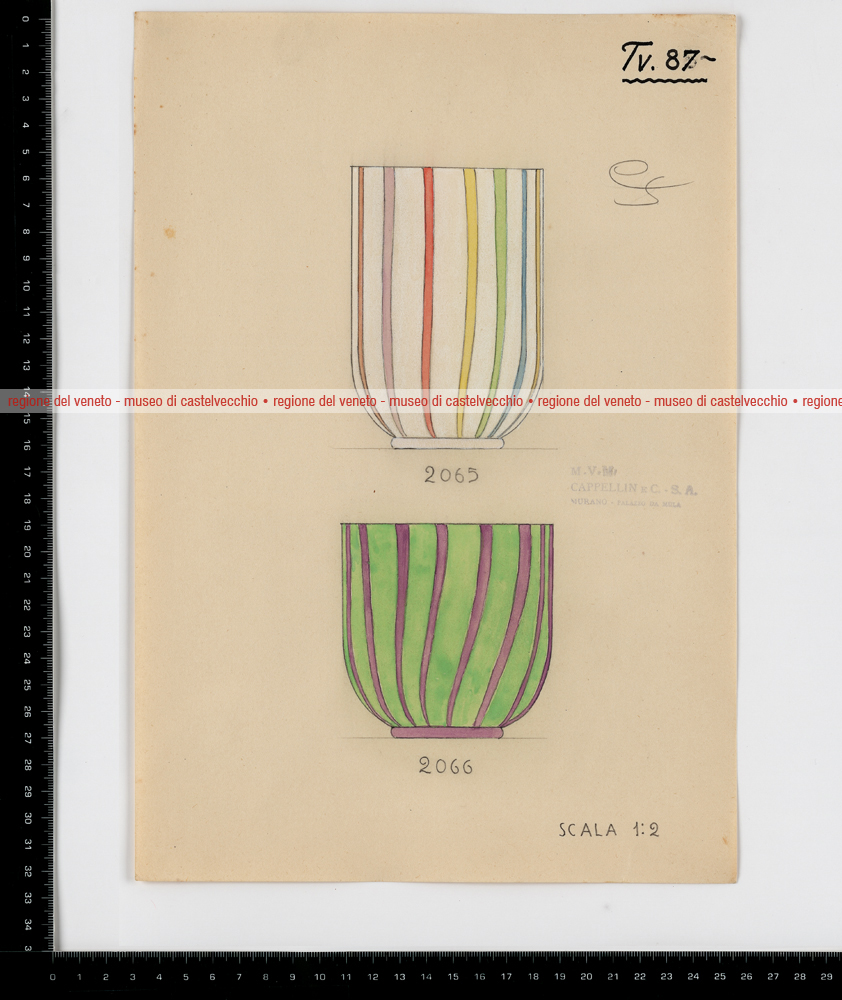 Tv. 87
regione del veneto - museo di castelvecchio • regione del veneto - museo di castelvecchio • regione del veneto - museo di castelvecchio • regione
2065
M.V.M.
CAPPELLIN & C. - S. A.
MURANO -
2066
SCALA 1:2
0 1 2 3 4 5 6 7 8 9 10 11 12 13 14 15 16 17 18 19 20 21 22 23 24 25 26 27 28 29 30 31 32 33 34 3
0 1 2 3 4 5 6 7 8 9 10 11 12 13 14 15 16 17 18 19 20 21 22 23 24 25 26 27 28 29